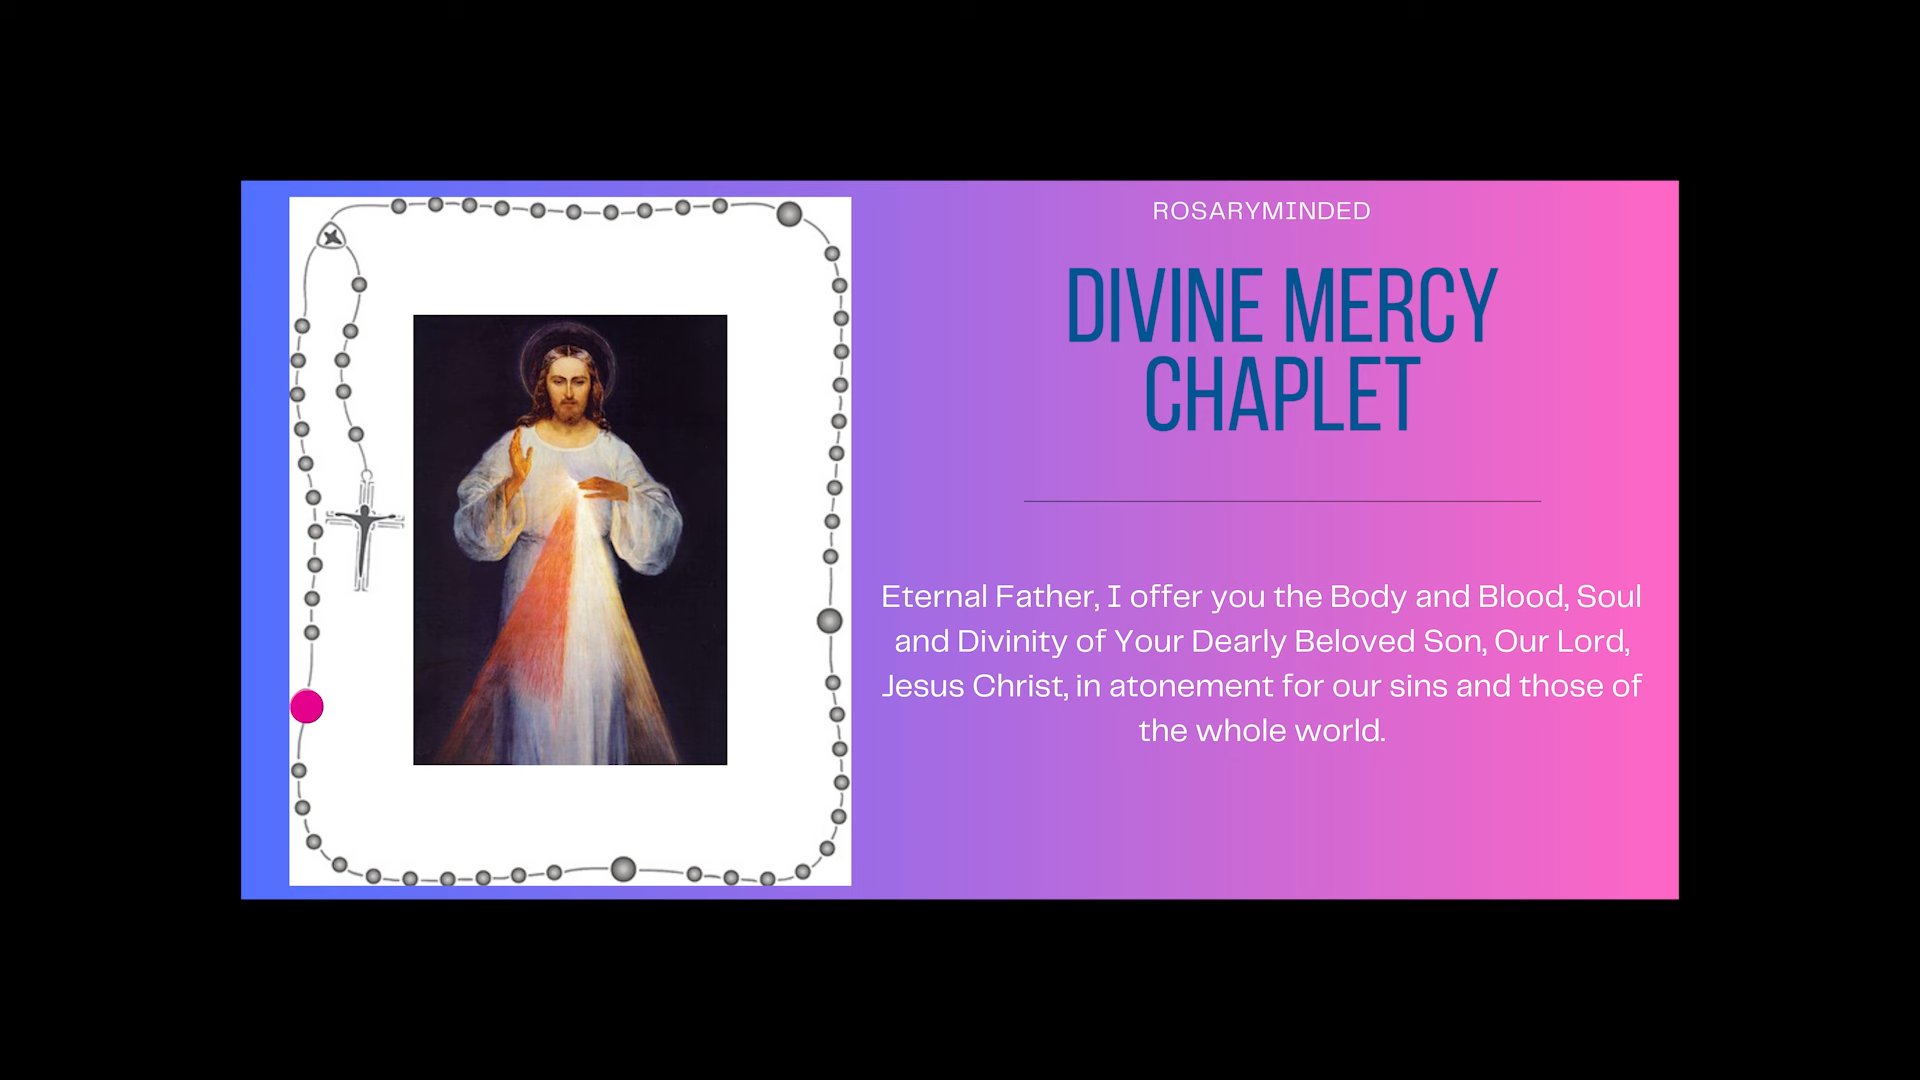 ROSARYMINDED
DIVINE MERCY
CHAPLET
Eternal Father, I offer you the Body and Blood, Soul
and Divinity of Your Dearly Beloved Son, Our Lord,
Jesus Christ, in atonement for our sins and those of
the whole world.